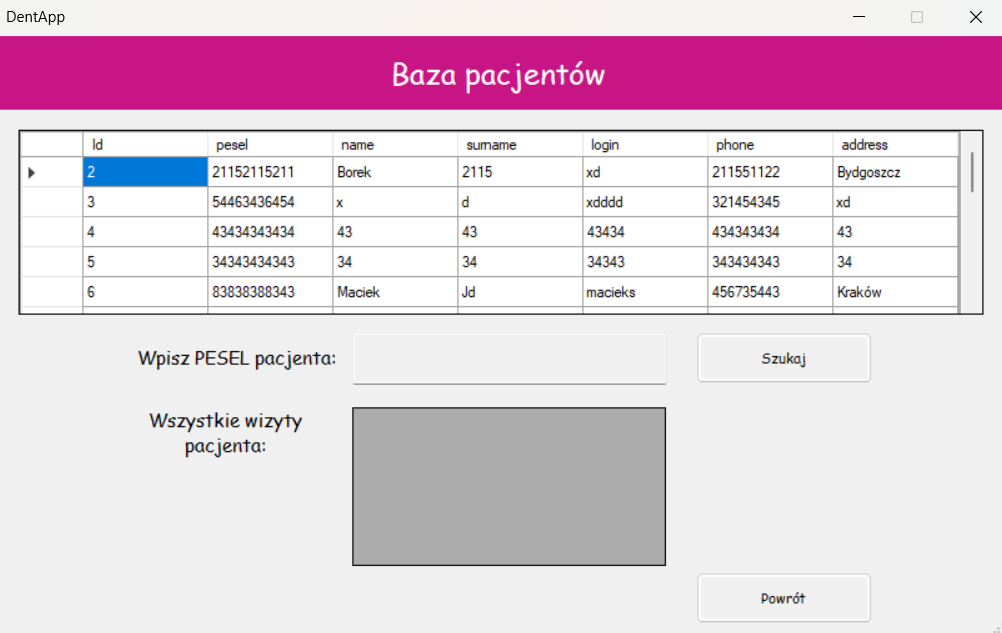 DentApp
Baza pacjentów
Id pesel name surname login phone address
2 21152115211 Borek 2115 xd 211551122 Bydgoszcz
3 54463436454 x d xdddd 321454345 xd
4 43434343434 43 43 43434 434343434 43
5 34343434343 34 34 34343 343434343 34
6 83838388343 Maciek Jd macieks 456735443 Kraków
Wpisz PESEL pacjenta: Szukaj
Wszystkie wizyty
pacjenta:
Powrót